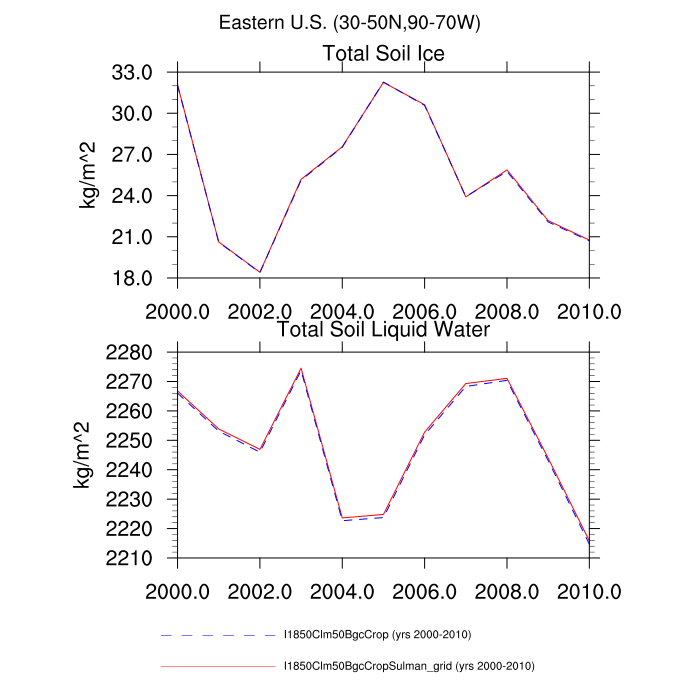 Eastern U.S. (30-50N,90-70W)
Total Soil Ice
33.0
30.0
27.0
24.0
21.0
18.0
kg/m^2
2000.0 2002.0 2004.0 2006.0 2008.0 2010.0
Total Soil Liquid Water
2280
2270
2260
2250
2240
2230
2220
2210
kg/m^2
2000.0 2002.0 2004.0 2006.0 2008.0 2010.0
I1850Clm50BgcCrop (yrs 2000-2010)
I1850Clm50BgcCropSulman_grid (yrs 2000-2010)